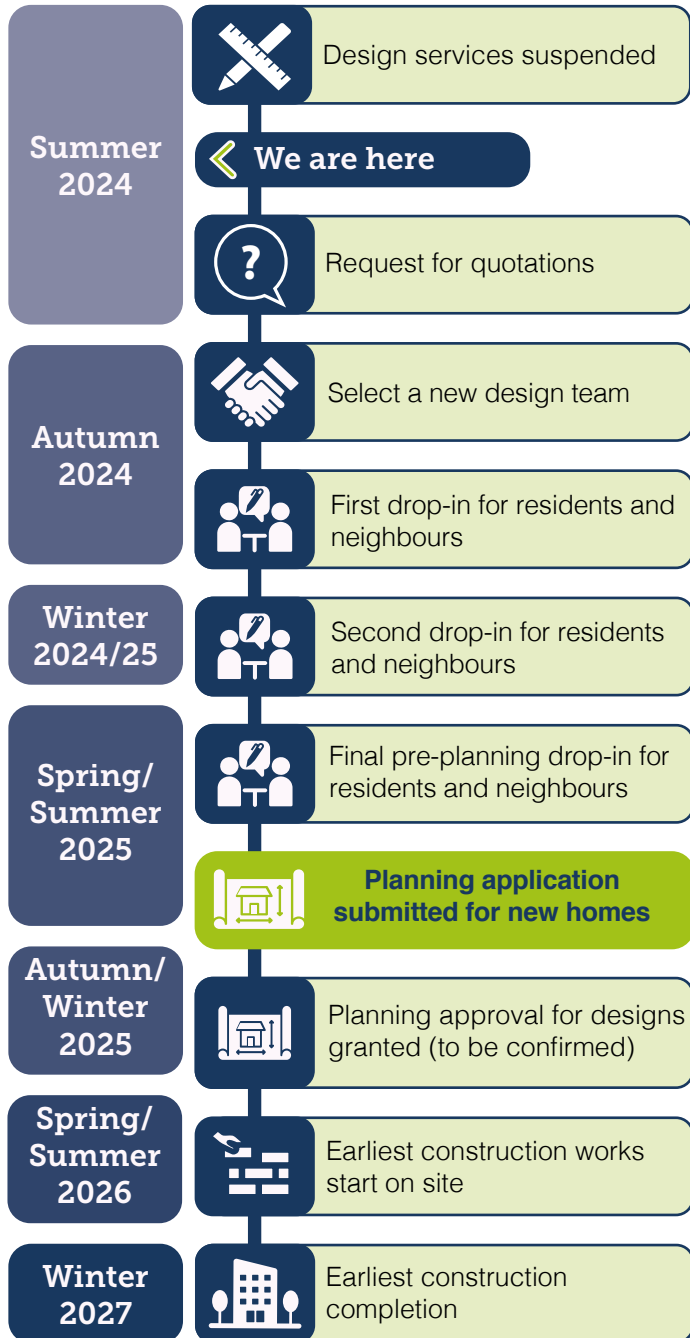 Summer
2024
Design services suspended
We are here
?
Request for quotations
Autumn
2024
Select a new design team
First drop-in for residents and
neighbours
Winter
2024/25
Second drop-in for residents
and neighbours
Spring/
Summer
2025
Final pre-planning drop-in for
residents and neighbours
Planning application
submitted for new homes
Autumn/
Winter
2025
Planning approval for designs
granted (to be confirmed)
Spring/
Summer
2026
Earliest construction works
start on site
Winter
2027
Earliest construction
completion